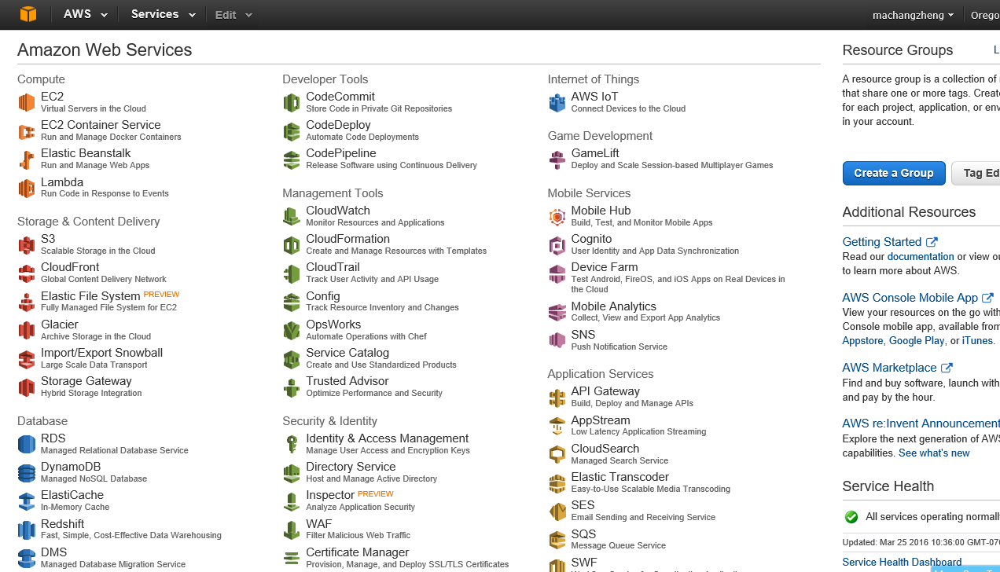 AWS
Services
Edit
machangzheng
Amazon Web Services
Compute
EC2
Virtual Servers in the Cloud
EC2 Container Service
Run and Manage Docker Containers
Elastic Beanstalk
Run and Manage Web Apps
Lambda
Run Code in Response to Events
Storage & Content Delivery
S3
Scalable Storage in the Cloud
CloudFront
Global Content Delivery Network
Elastic File System PREVIEW
Fully Managed File System for EC2
Glacier
Archive Storage in the Cloud
Import/Export Snowball
Large Scale Data Transport
Storage Gateway
Hybrid Storage Integration
Database
RDS
Managed Relational Database Service
DynamoDB
Managed NoSQL Database
ElastiCache
In-Memory Cache
Redshift
Fast, Simple, Cost-Effective Data Warehousing
DMS
Managed Database Migration Service
Developer Tools
CodeCommit
Store Code in Private Git Repositories
CodeDeploy
Automate Code Deployments
CodePipeline
Release Software using Continuous Delivery
Management Tools
CloudWatch
Monitor Resources and Applications
CloudFormation
Create and Manage Resources with Templates
CloudTrail
Track User Activity and API Usage
Config
Track Resource Inventory and Changes
OpsWorks
Automate Operations with Chef
Service Catalog
Create and Use Standardized Products
Trusted Advisor
Optimize Performance and Security
Security & Identity
Identity & Access Management
Manage User Access and Encryption Keys
Directory Service
Host and Manage Active Directory
Inspector PREVIEW
Analyze Application Security
WAF
Filter Malicious Web Traffic
Certificate Manager
Provision, Manage, and Deploy SSL/TLS Certificates
Internet of Things
AWS IoT
Connect Devices to the Cloud
Game Development
GameLift
Deploy and Scale Session-based Multiplayer Games
Mobile Services
Mobile Hub
Build, Test, and Monitor Mobile Apps
Cognito
User Identity and App Data Synchronization
Device Farm
Test Android, FireOS, and iOS Apps on Real Devices in
the Cloud
Mobile Analytics
Collect, View and Export App Analytics
SNS
Push Notification Service
Application Services
API Gateway
Build, Deploy and Manage APIs
AppStream
Low Latency Application Streaming
CloudSearch
Managed Search Service
Elastic Transcoder
Easy-to-Use Scalable Media Transcoding
SES
Email Sending and Receiving Service
SQS
Message Queue Service
SWF
Resource Groups
A resource group is a collection of
that share one or more tags. Create
for each project, application, or env
in your account.
Create a Group
Tag Ed
Additional Resources
Getting Started
Read our documentation or view ou
to learn more about AWS.
AWS Console Mobile App
View your resources on the go with
Console mobile app, available from
Appstore, Google Play, or iTunes.
AWS Marketplace
Find and buy software, launch with
and pay by the hour.
AWS re:Invent Announcement
Explore the next generation of AWS
capabilities. See what's new
Service Health
All services operating normall
Updated: Mar 25 2016 10:36:00 GMT-070
Service Health Dashboard